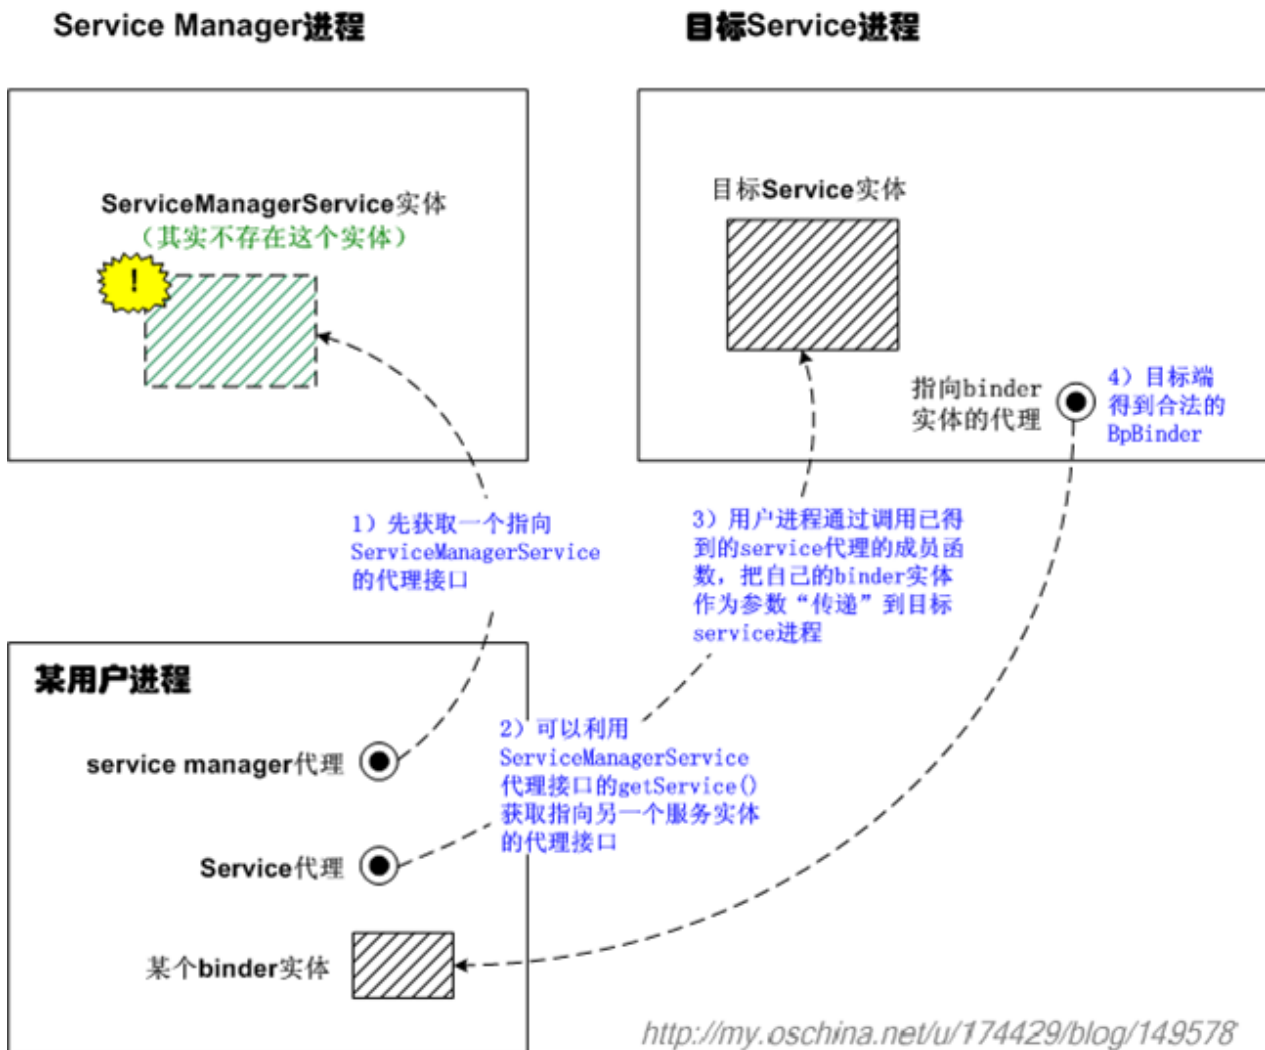 Service Manager进程
目标Service进程
ServiceManagerService实体
（其实不存在这个实体）
!
目标Service实体
指向binder
实体的代理
4）目标端
得到合法的
BpBinder
1）先获取一个指向
ServiceManagerService
的代理接口
3）用户进程通过调用已得
到的service代理的成员函
数，把自己的binder实体
作为参数“传递”到目标
service进程
某用户进程
service manager代理
2）可以利用
ServiceManagerService
代理接口的getService()
获取指向另一个服务实体
的代理接口
Service代理
某个binder实体
http://my.oschina.net/u/174429/blog/149578